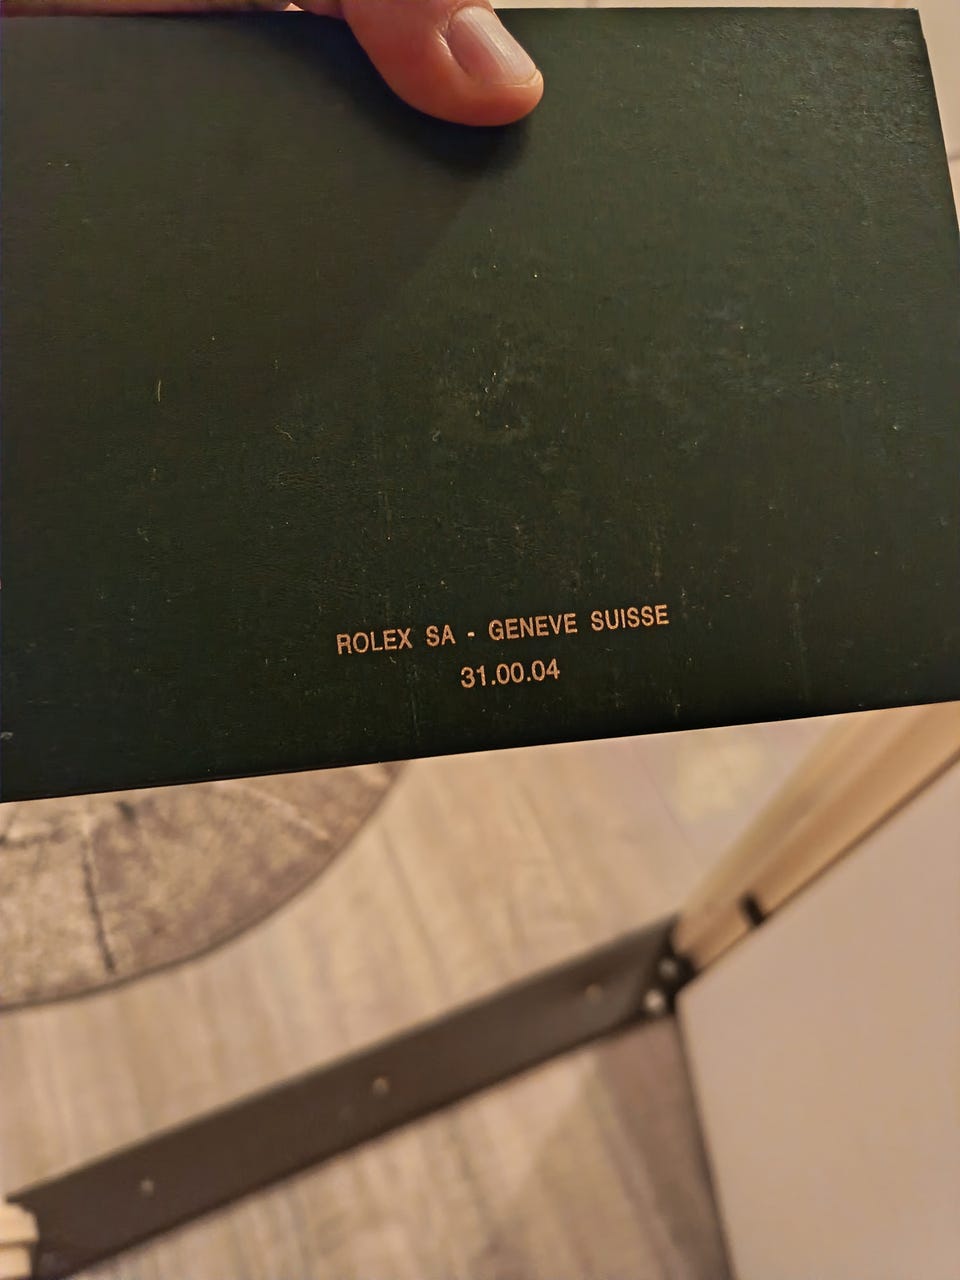 ROLEX SA - GENEVE SUISSE
31.00.04